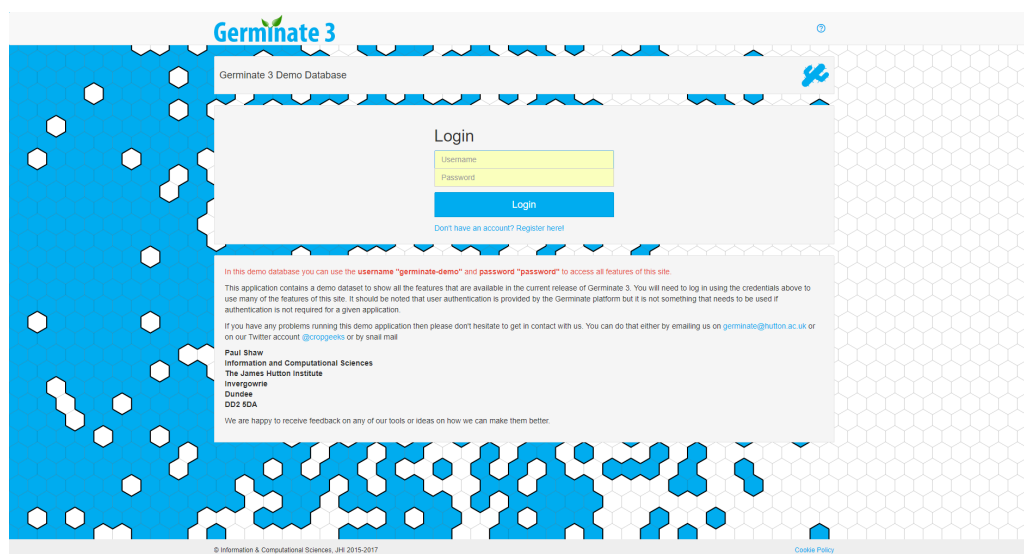 Germinate 3
Germinate 3 Demo Database
Login
Username
Password
Login
Don't have an account? Register here!
In this demo database you can use the username "germinate-demo" and password "password" to access all features of this site.
This application contains a demo dataset to show all the features that are available in the current release of Germinate 3. You will need to log in using the credentials above to
use many of the features of this site. It should be noted that user authentication is provided by the Germinate platform but it is not something that needs to be used if
authentication is not required for a given application.
If you have any problems running this demo application then please don't hesitate to get in contact with us. You can do that either by emailing us on germinate@hutton.ac.uk or
on our Twitter account @cropgeeks or by snail mail
Paul Shaw
Information and Computational Sciences
The James Hutton Institute
Invergowrie
Dundee
DD2 5DA
We are happy to receive feedback on any of our tools or ideas on how we can make them better.
© Information & Computational Sciences, JHI 2015-2017
Cookie Policy